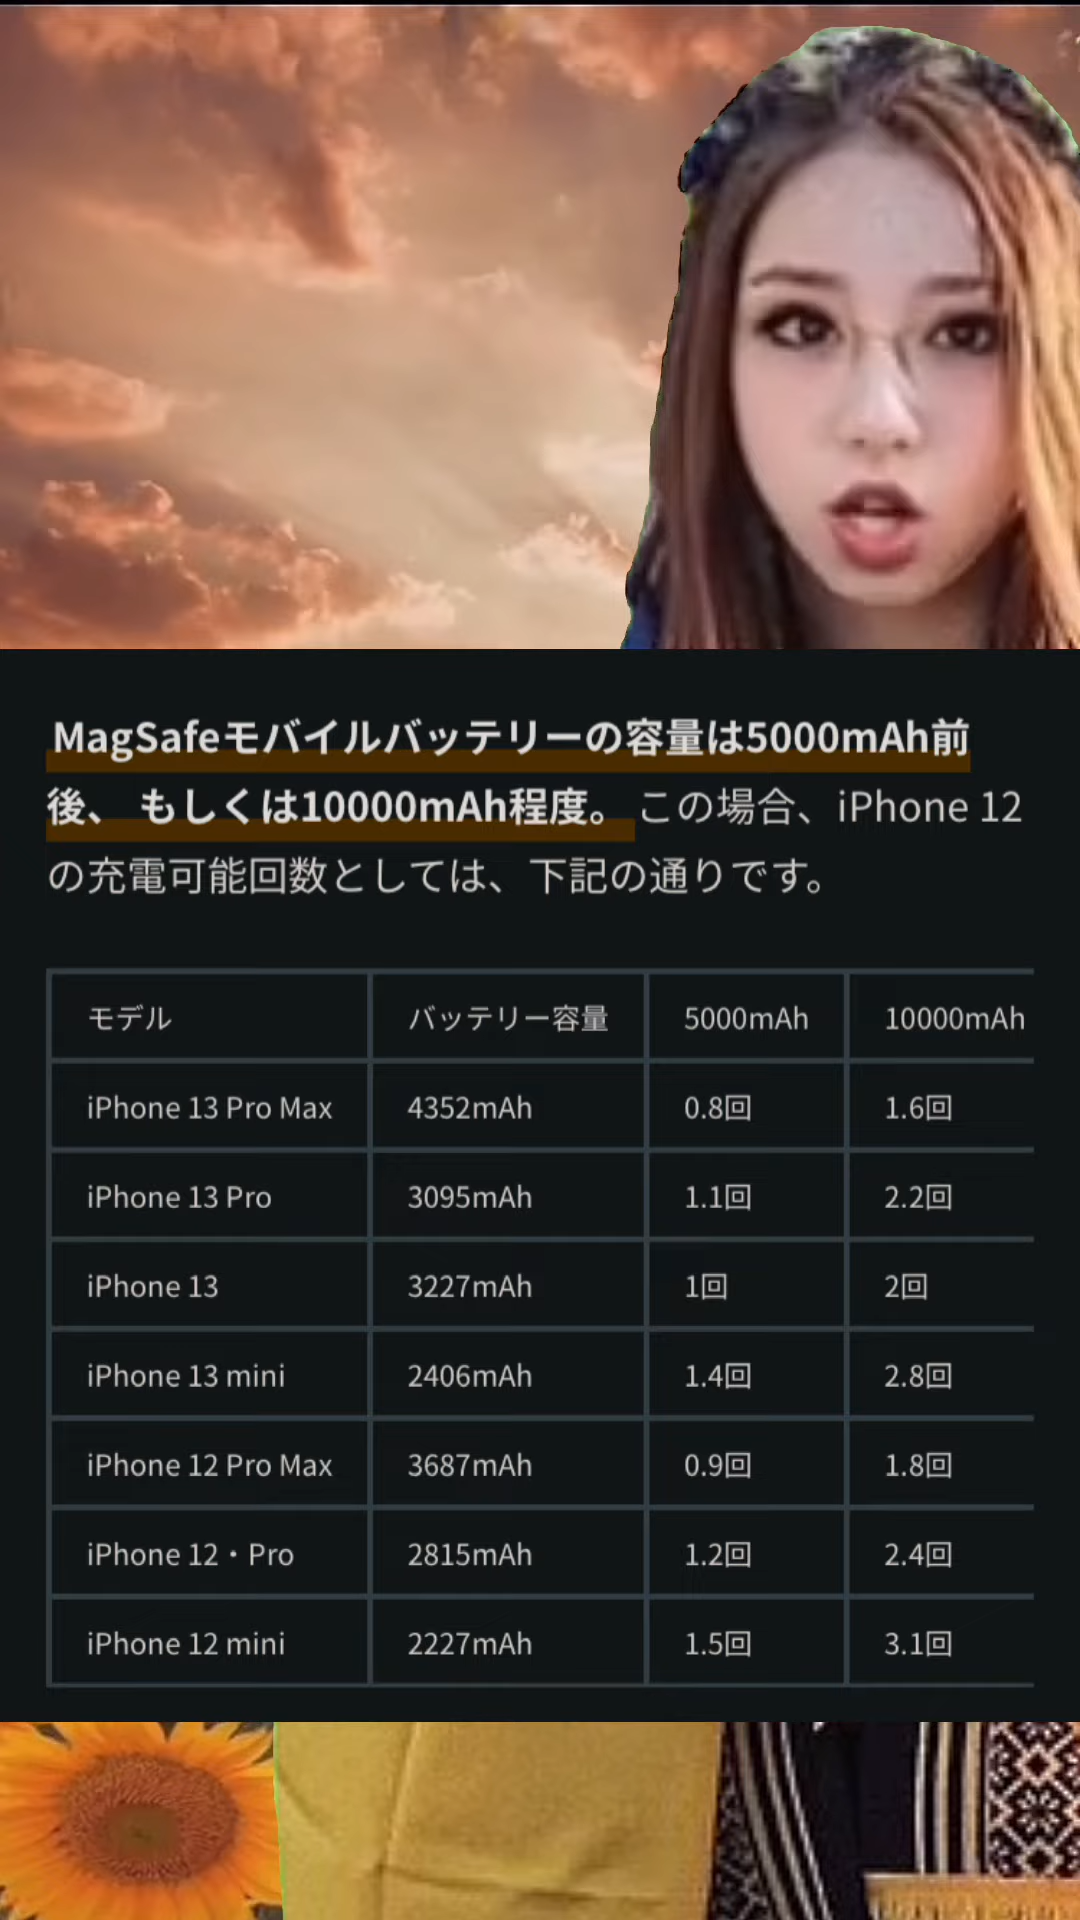 MagSafeモバイルバッテリーの容量は5000mAh前
後、 もしくは10000mAh程度。この場合、iPhone 12
の充電可能回数としては、下記の通りです。
モデル バッテリー容量 5000mAh 10000mAh
iPhone 13 Pro Max 4352mAh 0.8回 1.6回
iPhone 13 Pro 3095mAh 1.1回 2.2回
iPhone 13 3227mAh 1回 2回
iPhone 13 mini 2406mAh 1.4回 2.8回
iPhone 12 Pro Max 3687mAh 0.9回 1.8回
iPhone 12・Pro 2815mAh 1.2回 2.4回
iPhone 12 mini 2227mAh 1.5回 3.1回